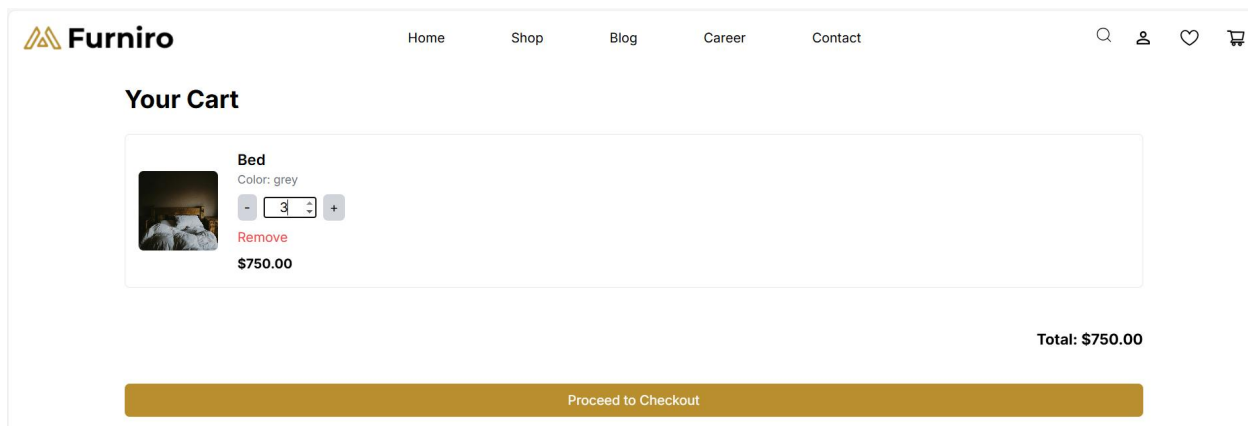 Furniro Home Shop Blog Career Contact
Your Cart
Bed
Color: grey
- 3 +
Remove
$750.00
Total: $750.00
Proceed to Checkout